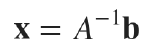 x = A⁻¹b